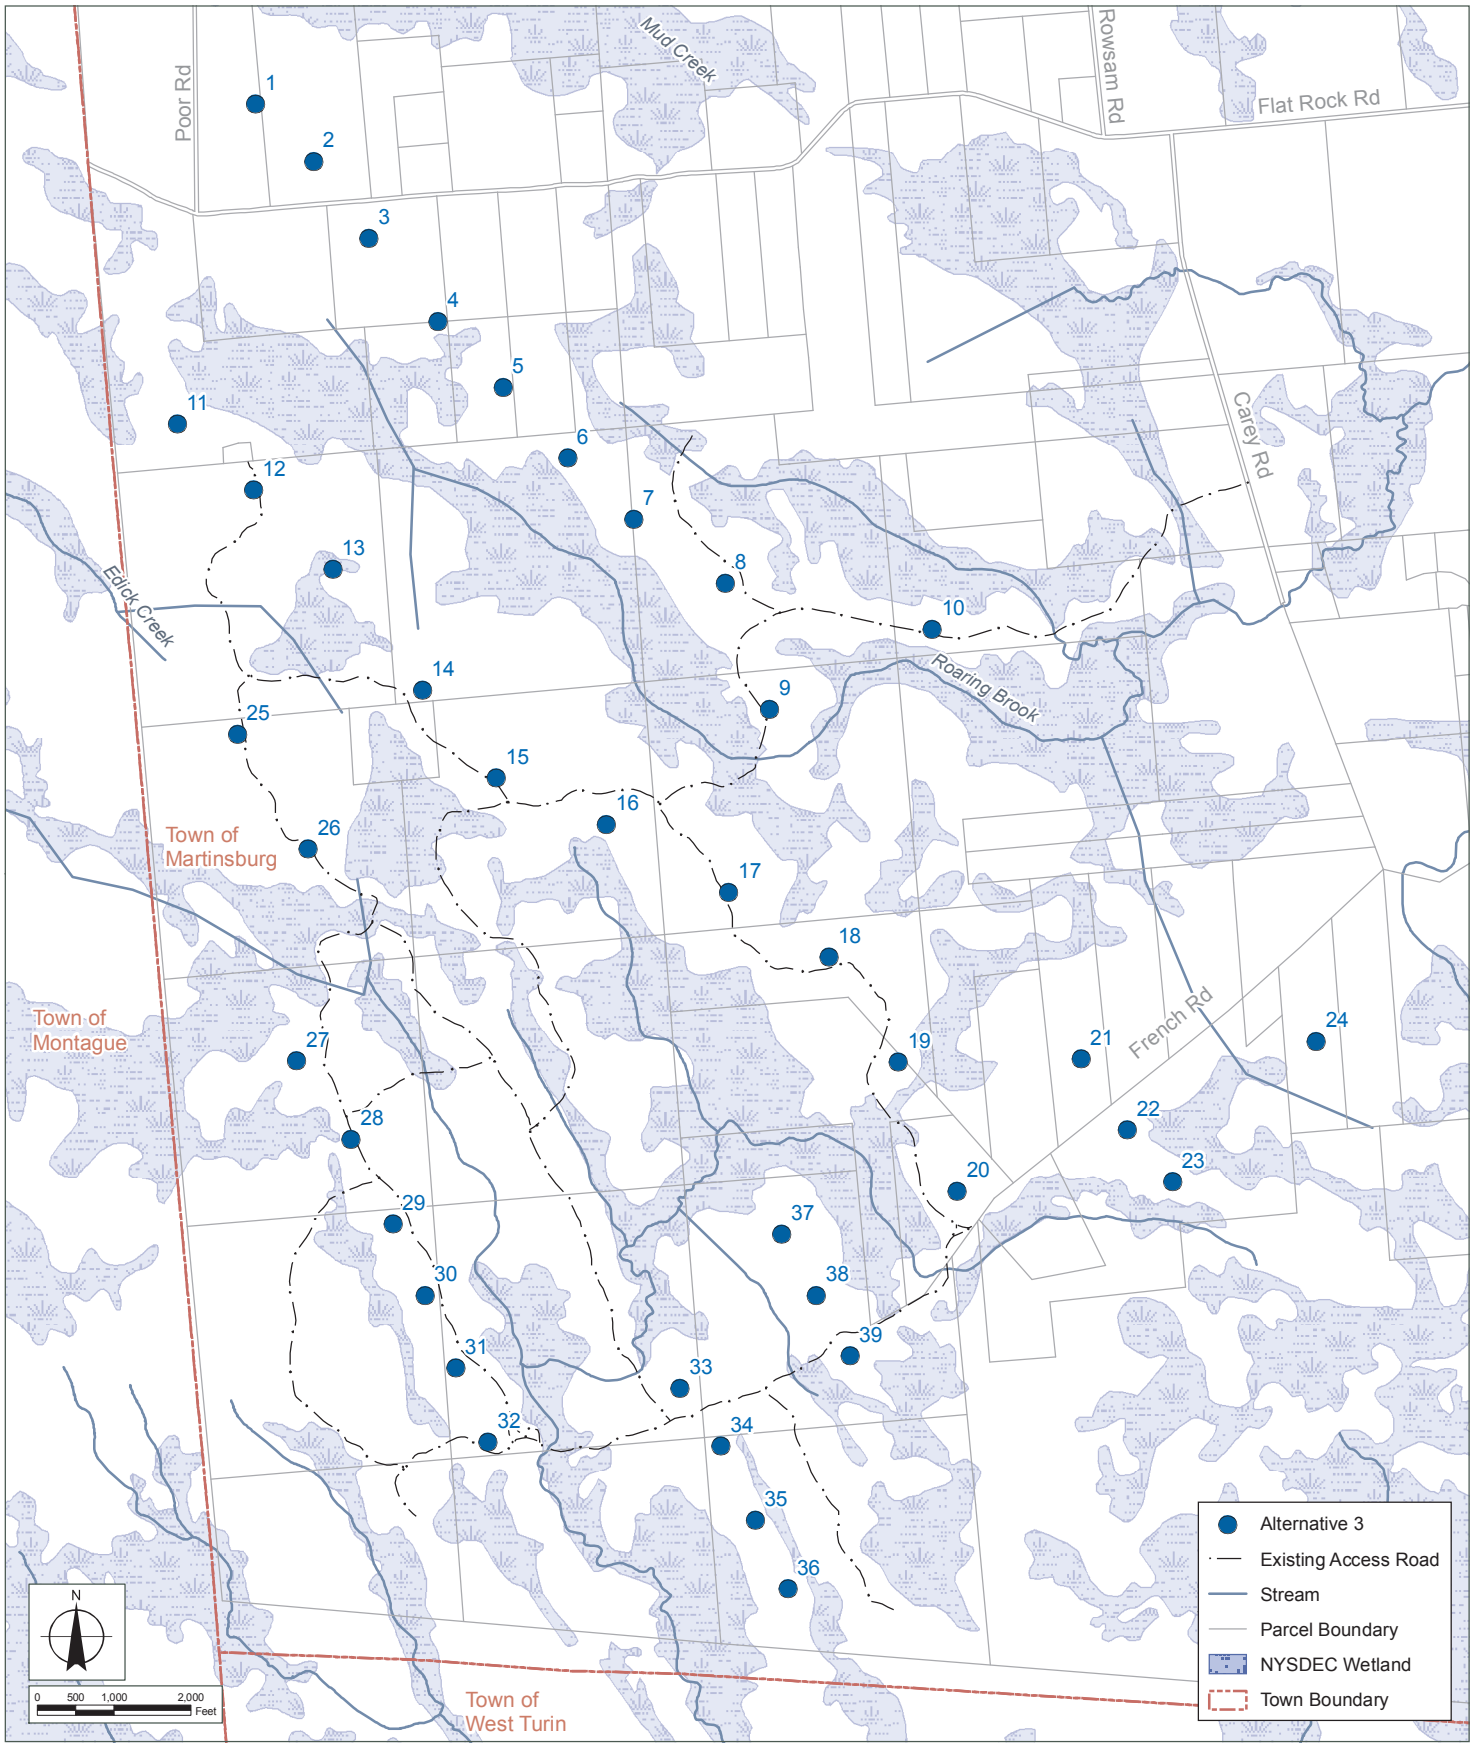 Mud Creek
Rowsam Rd
Poor Rd
Flat Rock Rd
1
2
3
4
5
6
7
8
9
10
11
12
13
14
15
16
17
18
19
20
21
22
23
24
25
26
27
28
29
30
31
32
33
34
35
36
37
38
39
Carey Rd
Edick Creek
Roaring Brook
Town of
Martinsburg
Town of
Montague
French Rd
Town of
West Turin
N
0 500 1,000 2,000
Feet
Alternative 3
Existing Access Road
Stream
Parcel Boundary
NYSDEC Wetland
Town Boundary